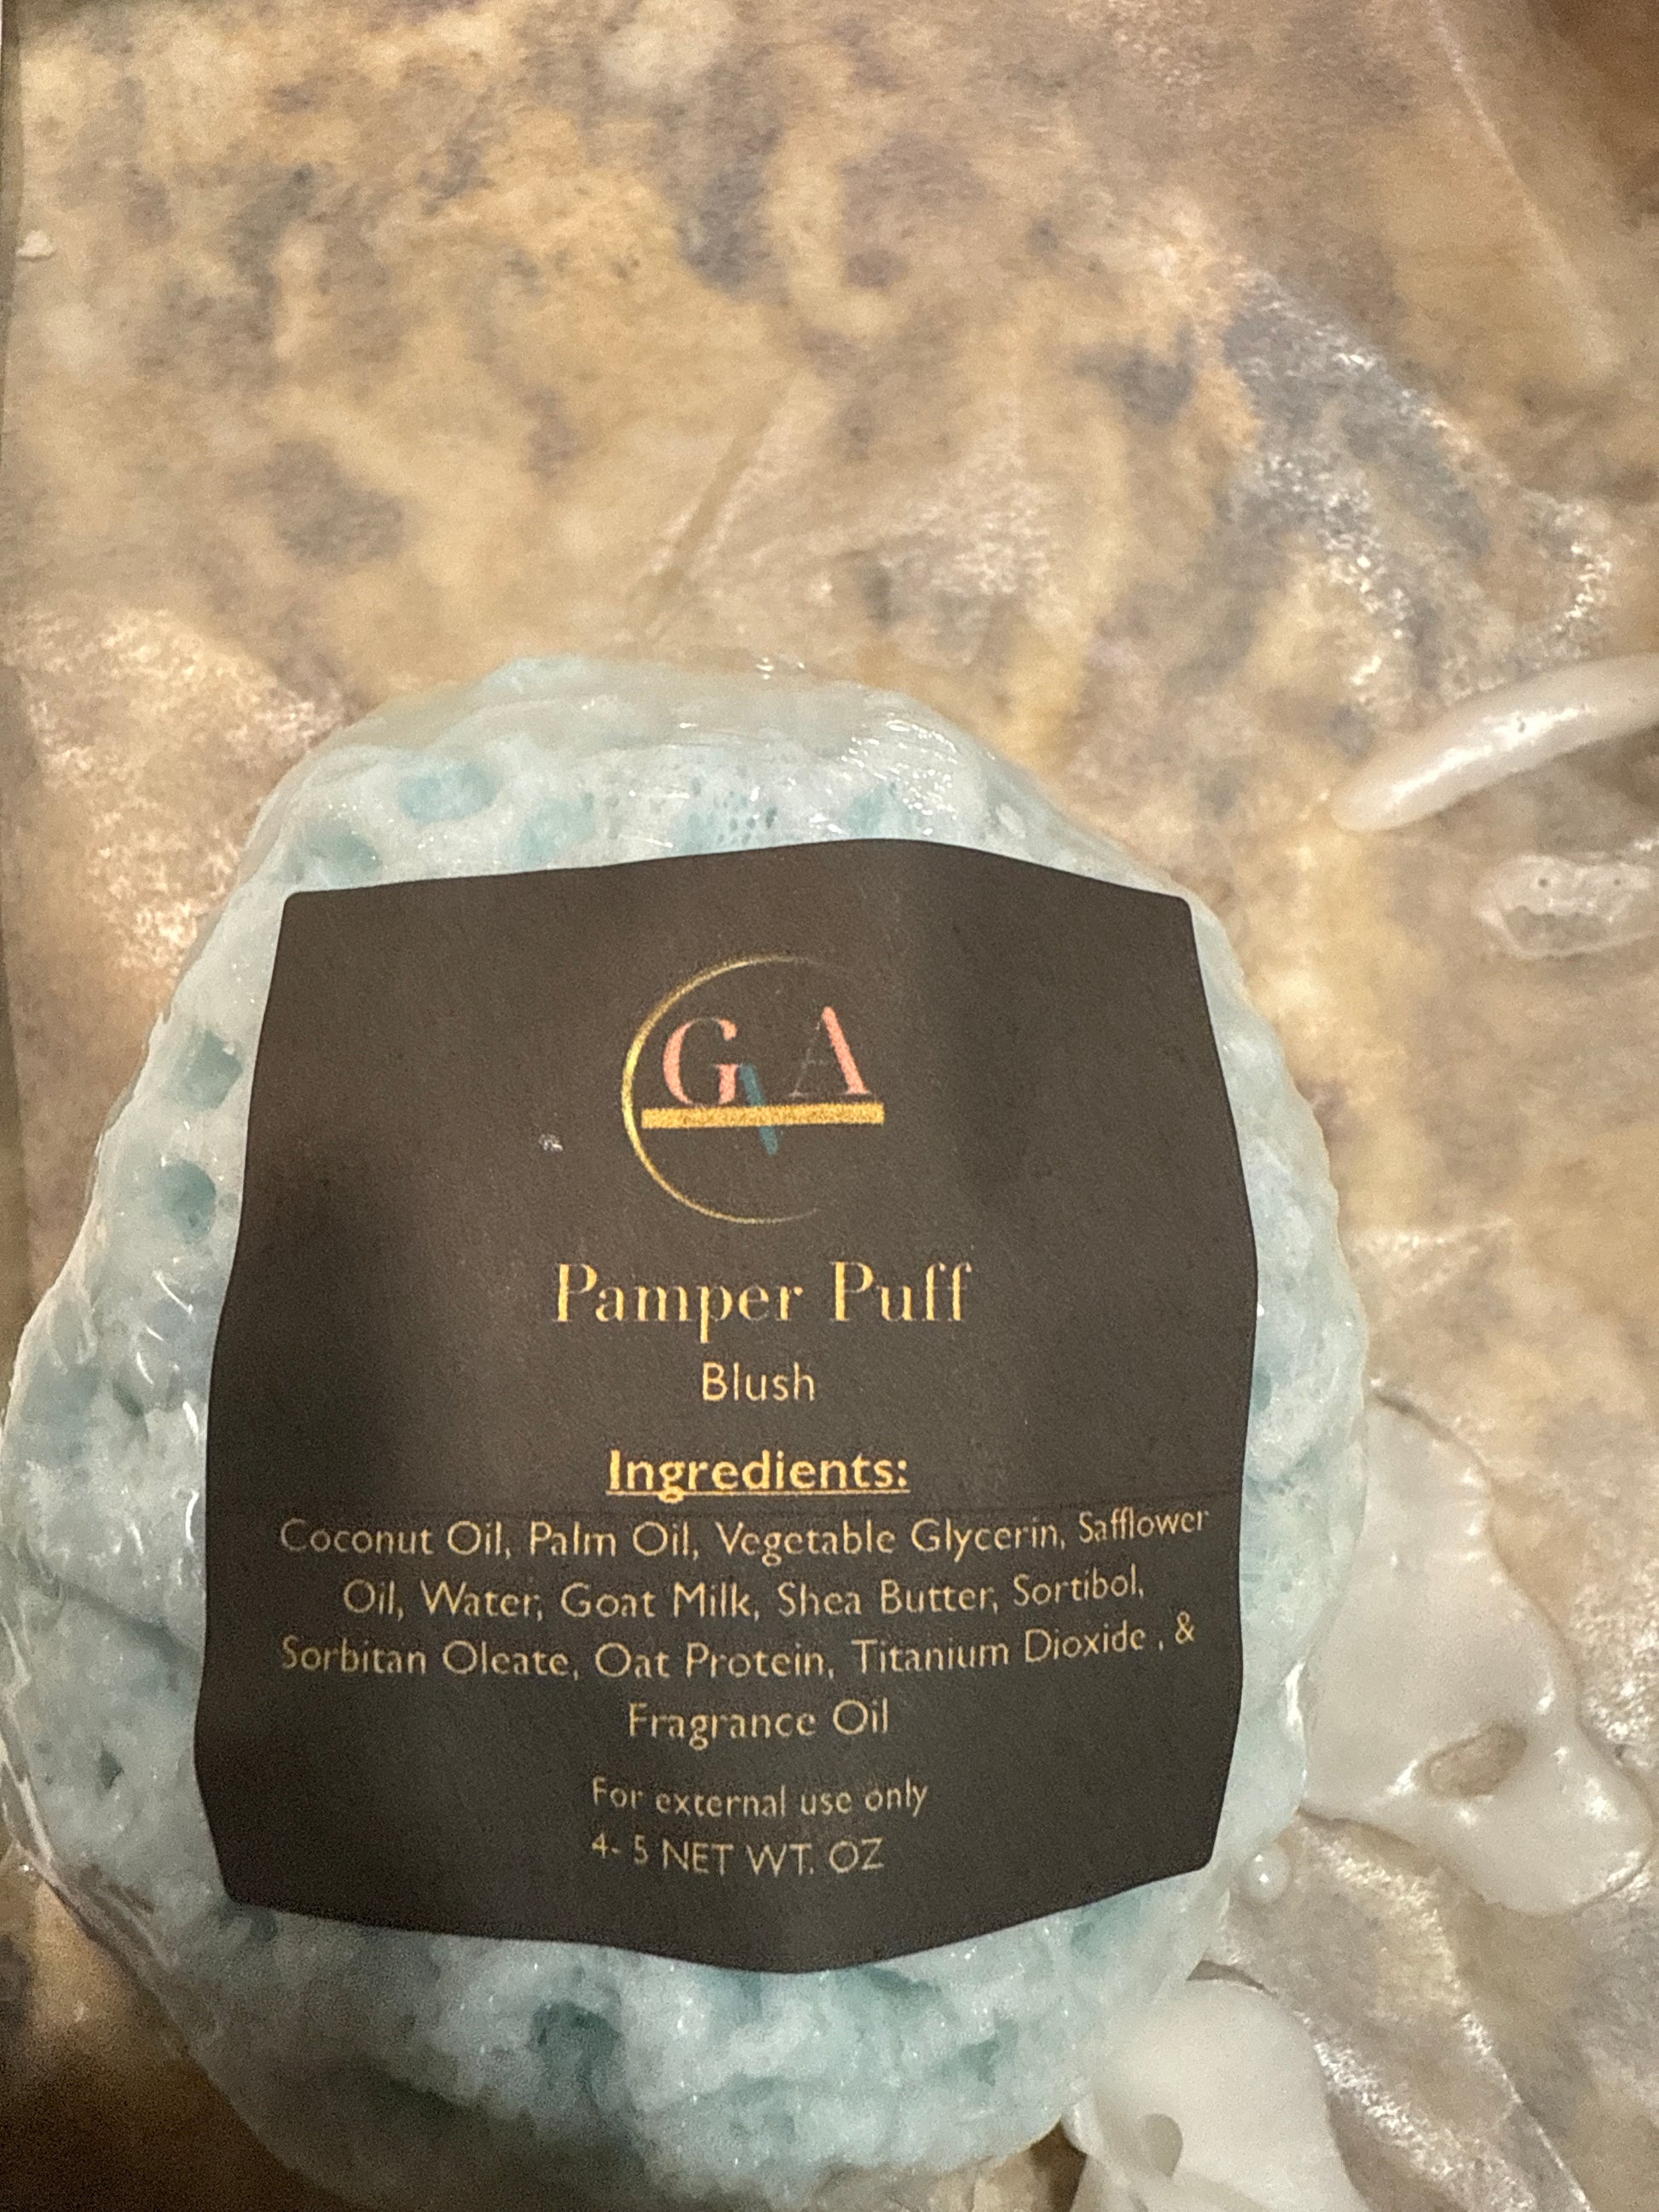 G\A
Pamper Puff
Blush
Ingredients:
Coconut Oil, Palm Oil, Vegetable Glycerin, Safflower
Oil, Water, Goat Milk, Shea Butter, Sortibol,
Sorbitan Oleate, Oat Protein, Titanium Dioxide , &
Fragrance Oil
For external use only
4- 5 NET WT. OZ